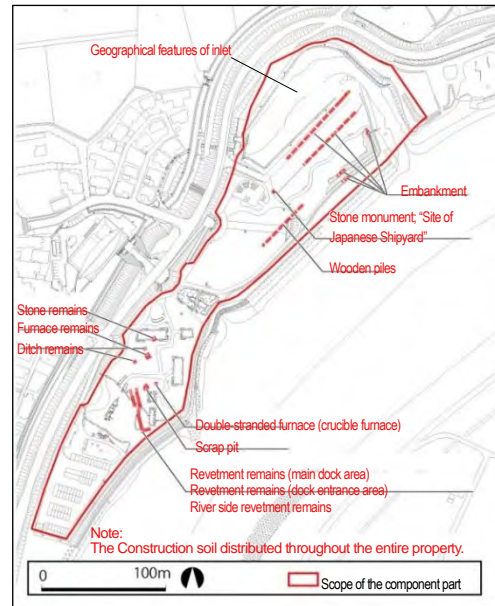 Geographical features of inlet
Embankment
Stone monument; "Site of
Japanese Shipyard"
Wooden piles
Stone remains
Furnace remains
Ditch remains
Double-stranded furnace (crucible furnace)
Scrap pit
Revetment remains (main dock area)
Revetment remains (dock entrance area)
River side revetment remains
Note:
The Construction soil distributed throughout the entire property.
0 100m
Scope of the component part